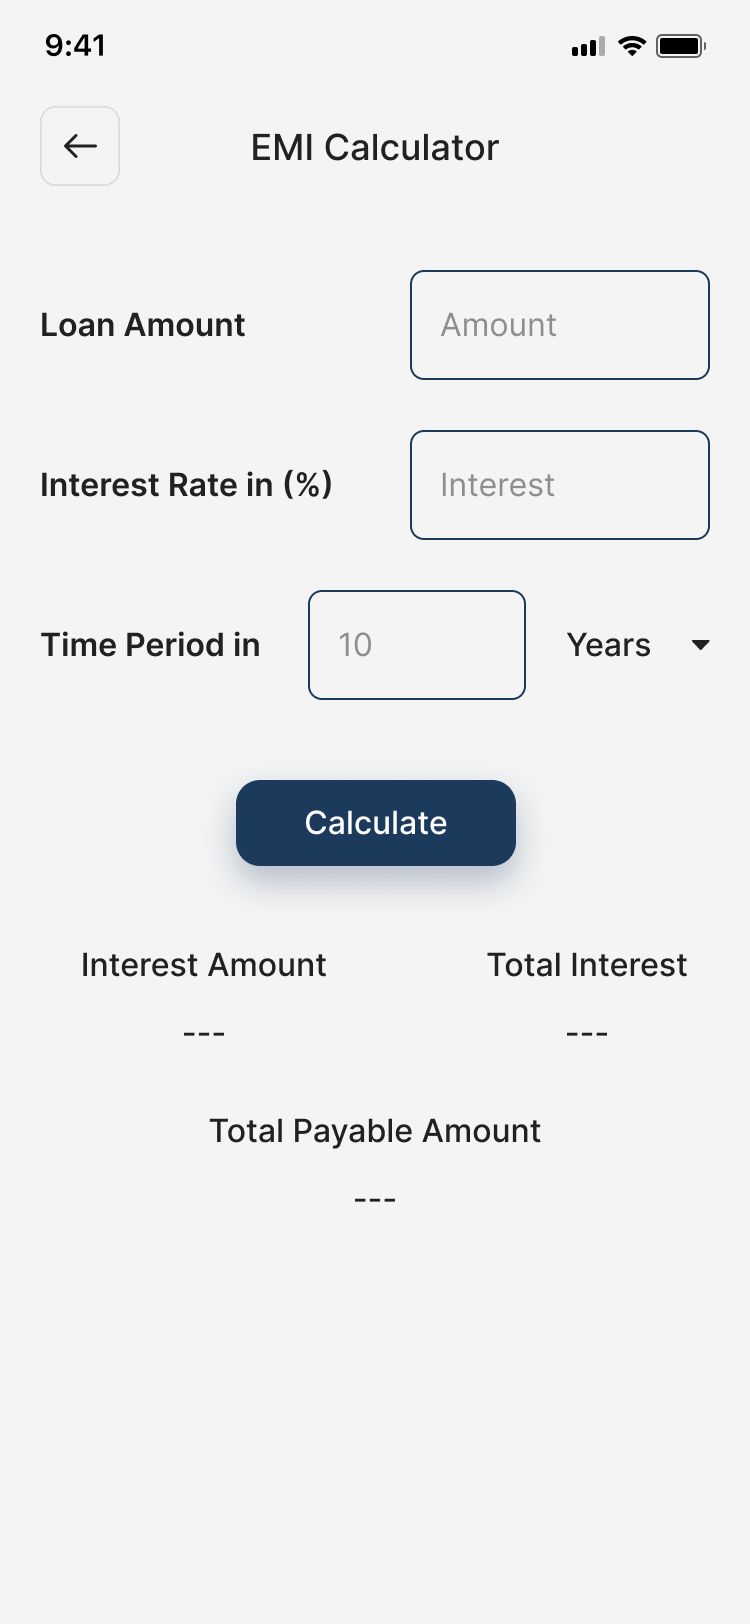 9:41
EMI Calculator
Loan Amount
Amount
Interest Rate in (%)
Interest
Time Period in
10
Years
Calculate
Interest Amount
Total Interest
---
---
Total Payable Amount
---